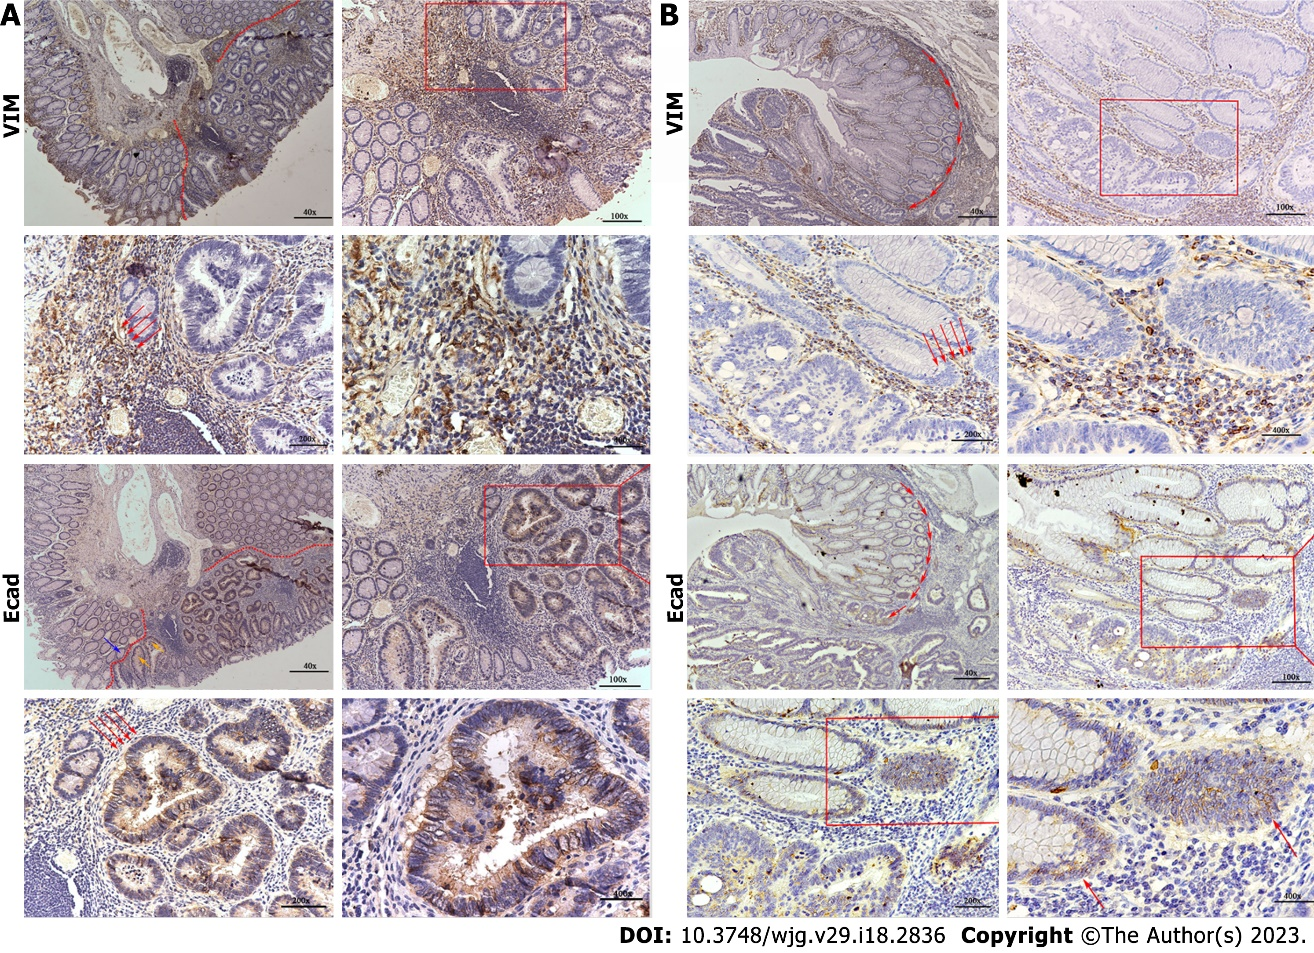 A
B
VIM
40x
100x
VIM
40x
100x
200x
400x
200x
400x
Ecad
40x
100x
Ecad
40x
100x
200x
400x
200x
400x
DOI: 10.3748/wjg.v29.i18.2836 Copyright ©The Author(s) 2023.